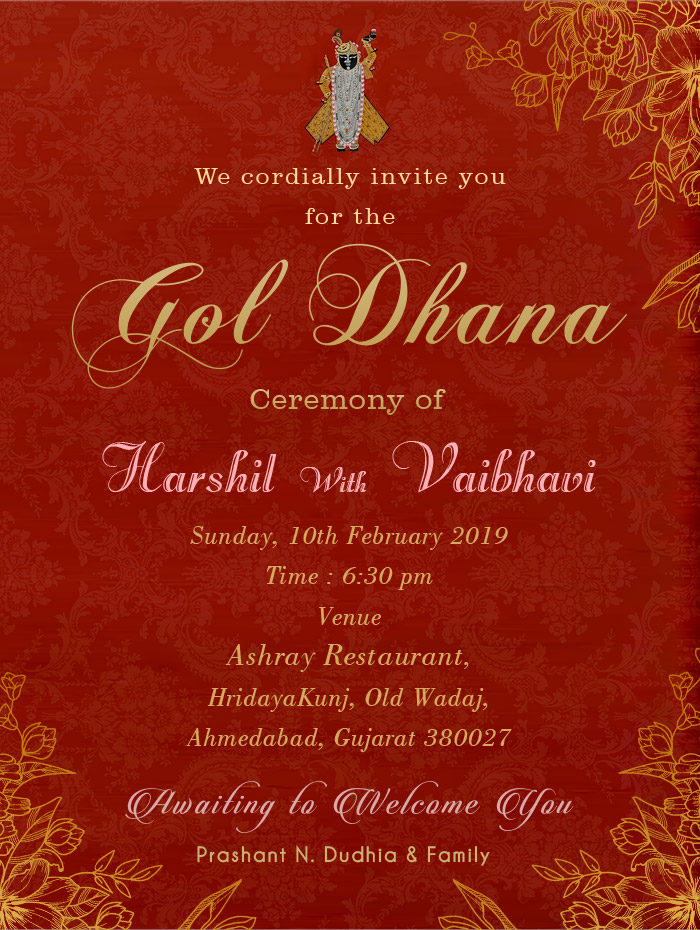 We cordially invite you
for the
Gol Dhana
Ceremony of
Harshil With Vaibhavi
Sunday, 10th February 2019
Time : 6:30 pm
Venue
Ashray Restaurant,
HridayaKunj, Old Wadaj,
Ahmedabad, Gujarat 380027
Awaiting to Welcome You
Prashant N. Dudhia & Family